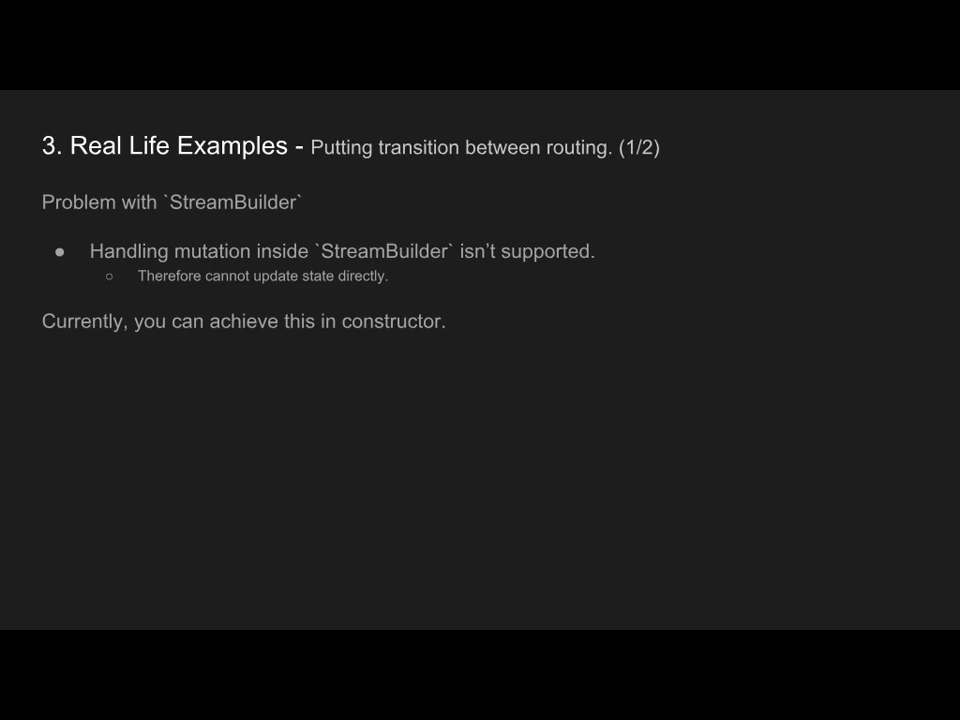 3. Real Life Examples - Putting transition between routing. (1/2)
Problem with `StreamBuilder`
● Handling mutation inside `StreamBuilder` isn’t supported.
○ Therefore cannot update state directly.
Currently, you can achieve this in constructor.